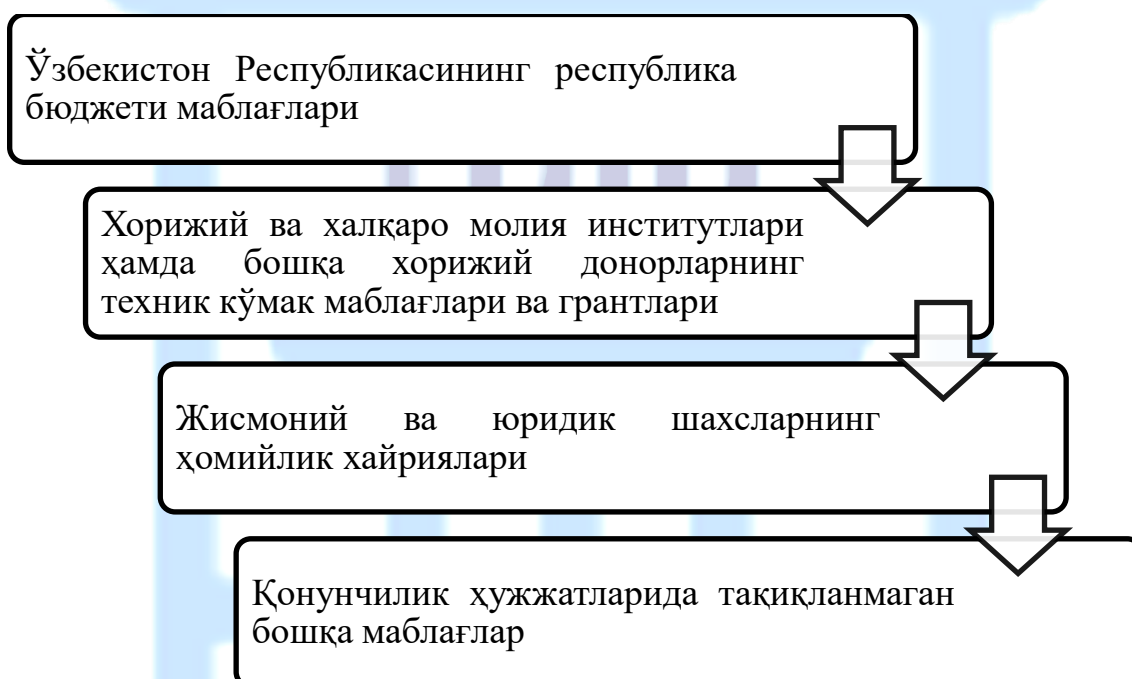 Ўзбекистон Республикасининг республика
бюджети маблағлари
Хорижий ва халқаро молия институтлари
ҳамда бошқа хорижий донорларнинг
техник кўмак маблағлари ва грантлари
Жисмоний ва юридик шахсларнинг
ҳомийлик хайриялари
Қонунчилик ҳужжатларида тақиқланмаган
бошқа маблағлар